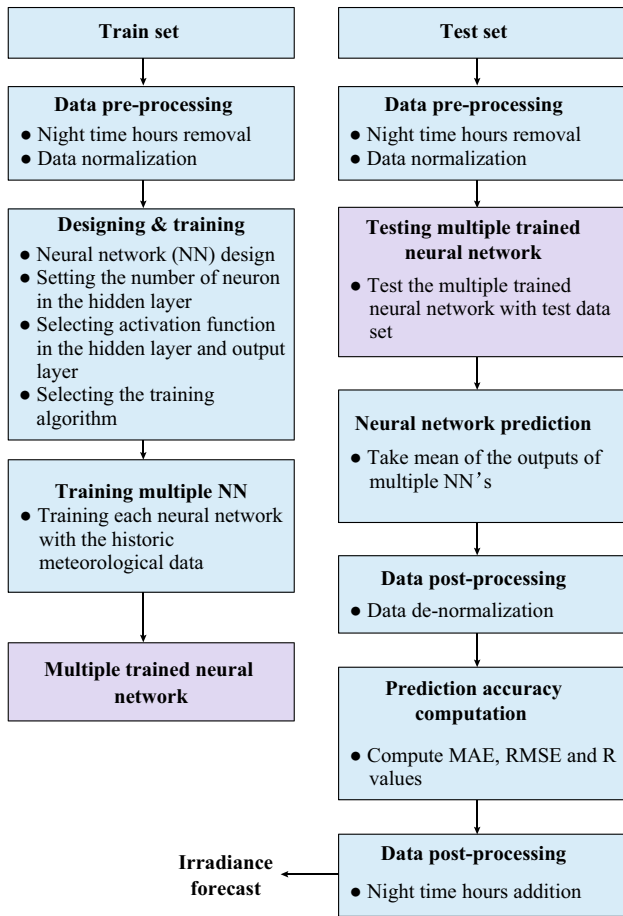 Train set
Data pre-processing
● Night time hours removal
● Data normalization
Designing & training
● Neural network (NN) design
● Setting the number of neuron
in the hidden layer
● Selecting activation function
in the hidden layer and output
layer
● Selecting the training
algorithm
Training multiple NN
● Training each neural network
with the historic
meteorological data
Multiple trained neural
network
Test set
Data pre-processing
● Night time hours removal
● Data normalization
Testing multiple trained
neural network
● Test the multiple trained
neural network with test data
set
Neural network prediction
● Take mean of the outputs of
multiple NN’s
Data post-processing
● Data de-normalization
Prediction accuracy
computation
● Compute MAE, RMSE and R
values
Data post-processing
● Night time hours addition
Irradiance
forecast